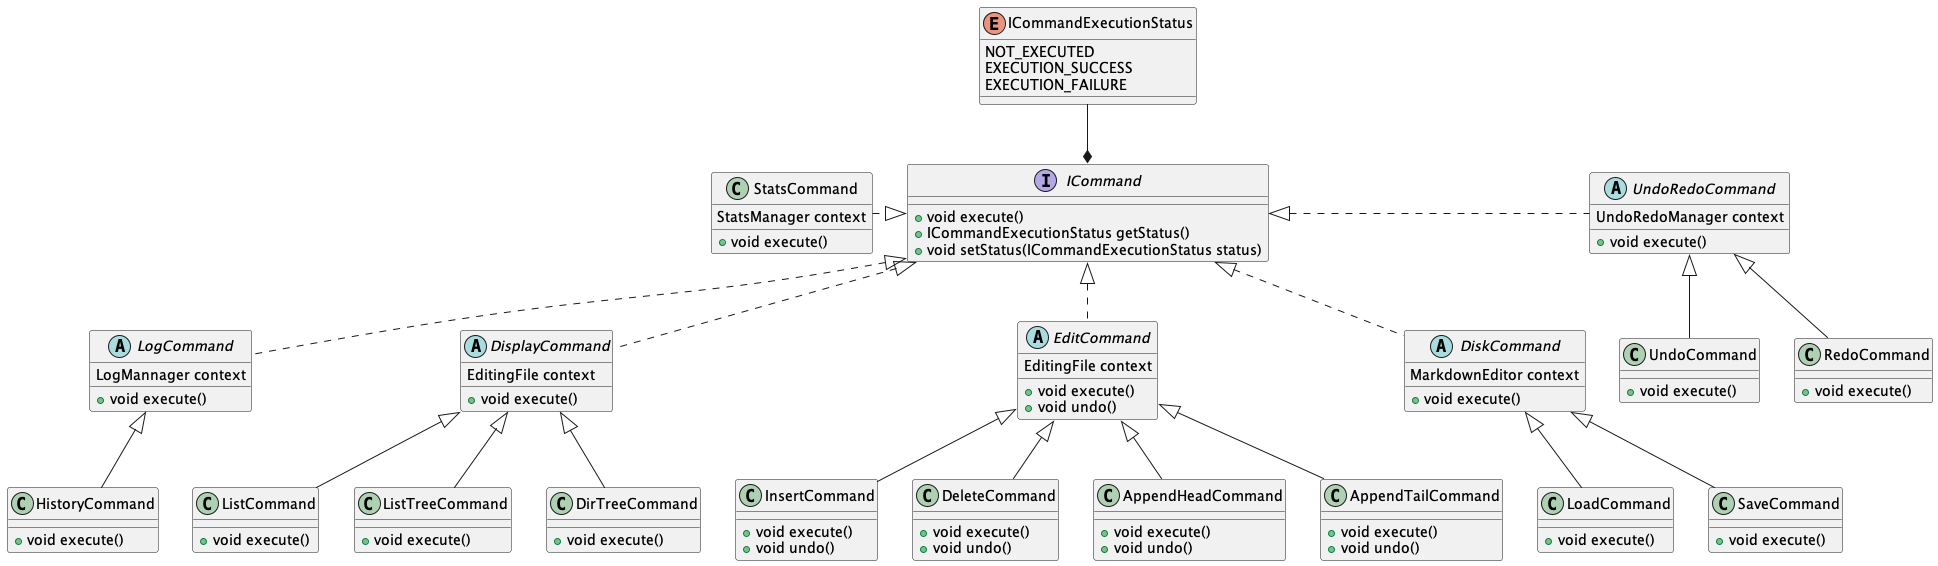 E ICommandExecutionStatus
NOT_EXECUTED
EXECUTION_SUCCESS
EXECUTION_FAILURE
C StatsCommand
StatsManager context
void execute()
I ICommand
void execute()
ICommandExecutionStatus getStatus()
void setStatus(ICommandExecutionStatus status)
A UndoRedoCommand
UndoRedoManager context
void execute()
A LogCommand
LogMannager context
void execute()
A DisplayCommand
EditingFile context
void execute()
A EditCommand
EditingFile context
void execute()
void undo()
A DiskCommand
MarkdownEditor context
void execute()
C UndoCommand
void execute()
C RedoCommand
void execute()
C HistoryCommand
void execute()
C ListCommand
void execute()
C ListTreeCommand
void execute()
C DirTreeCommand
void execute()
C InsertCommand
void execute()
void undo()
C DeleteCommand
void execute()
void undo()
C AppendHeadCommand
void execute()
void undo()
C AppendTailCommand
void execute()
void undo()
C LoadCommand
void execute()
C SaveCommand
void execute()